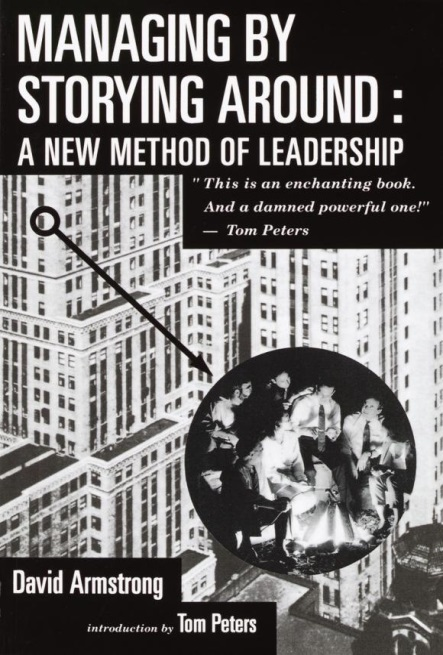 MANAGING BY
STORYING AROUND :
A NEW METHOD OF LEADERSHIP
" This is an enchanting book.
And a damned powerful one!"
— Tom Peters
David Armstrong
introduction by Tom Peters